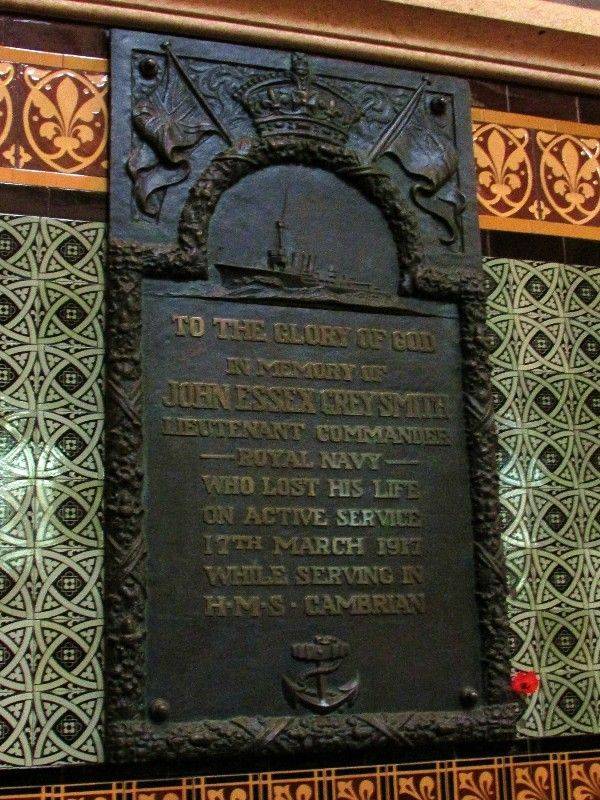 TO THE GLORY OF GOD
IN MEMORY OF
JOHN ESSEX GREY SMITH
LIEUTENANT COMMANDER
— ROYAL NAVY —
WHO LOST HIS LIFE
ON ACTIVE SERVICE
17TH MARCH 1917
WHILE SERVING IN
H·M·S · CAMBRIAN